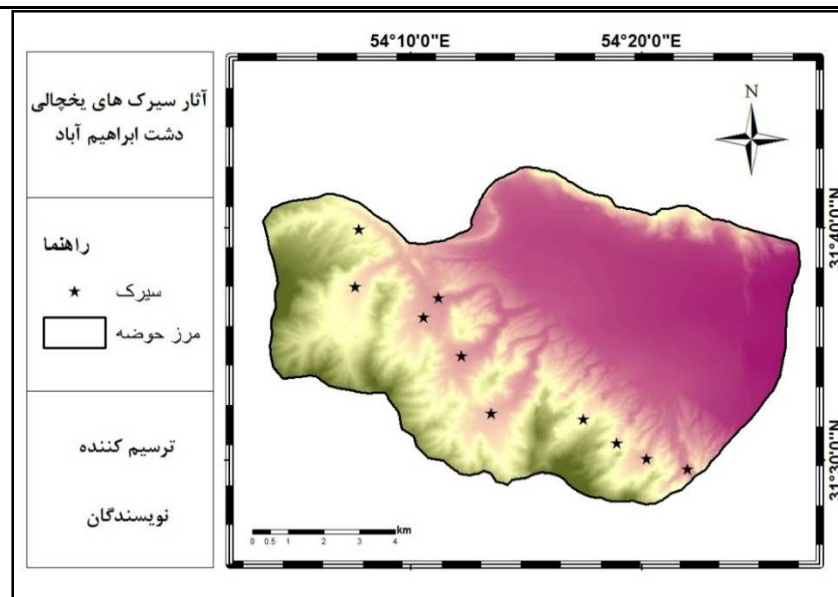 آثار سیرک های یخچالی
دشت ابراهیم آباد
راهنما
سیرک
مرز حوضه
ترسیم کننده
نویسندگان
54°10'0"E
54°20'0"E
N
31°40'0"N
31°30'0"N
km
0 0.5 1 2 3 4